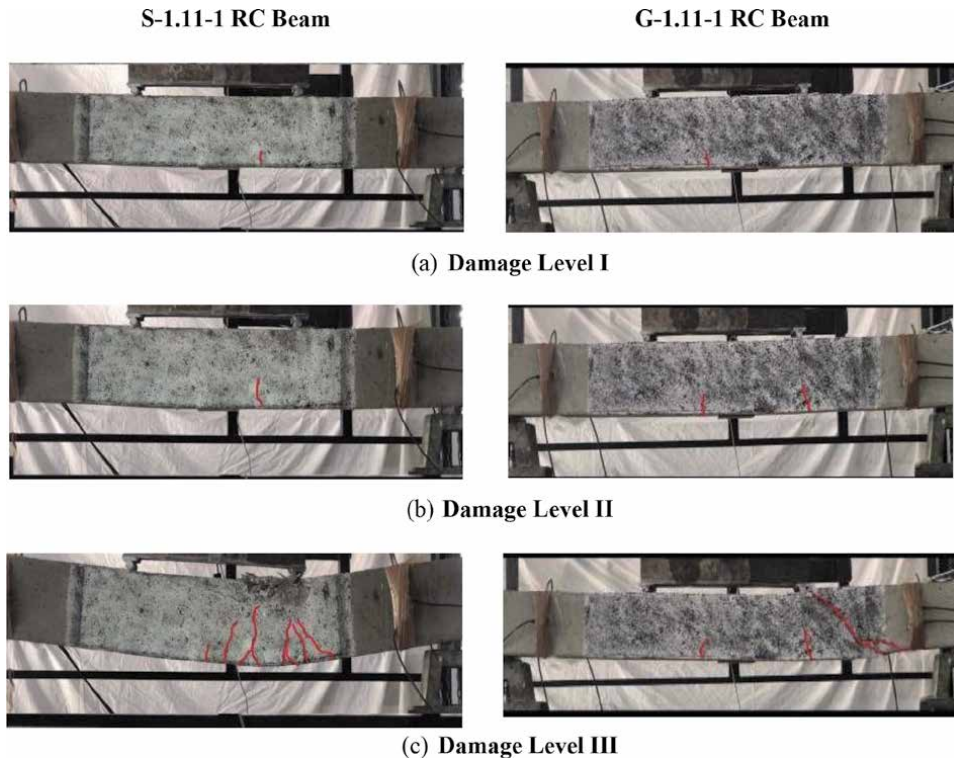 S-1.11-1 RC Beam
G-1.11-1 RC Beam
(a) Damage Level I
(b) Damage Level II
(c) Damage Level III